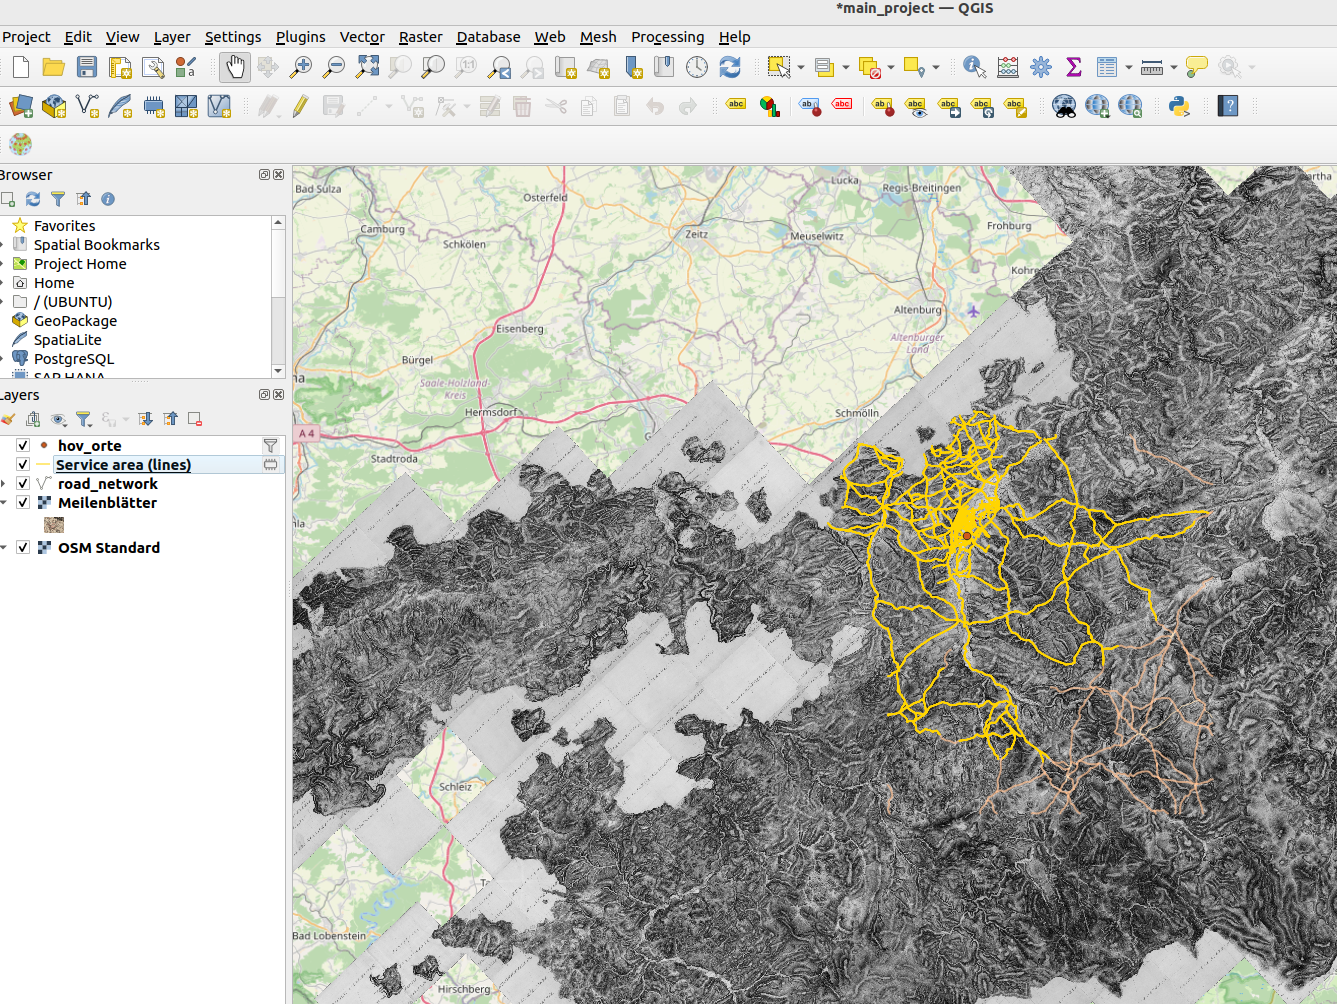 *main_project — QGIS
Project Edit View Layer Settings Plugins Vector Raster Database Web Mesh Processing Help
Browser
Favorites
Spatial Bookmarks
Project Home
Home
/ (UBUNTU)
GeoPackage
SpatiaLite
PostgreSQL
SAP HANA
Layers
hov_orte
Service area (lines)
road_network
Meilenblätter
OSM Standard
Bad Sulza
Osterfeld
Lucka
Regis-Breitingen
Camburg
Schkölen
Zeitz
Meuselwitz
Frohburg
Kohre
Eisenberg
Altenburg
Altenburger
Land
Bürgel
Saale-Holzland
Kreis
Hermsdorf
Schmölln
A 4
Stadtroda
Schleiz
Bad Lobenstein
Hirschberg